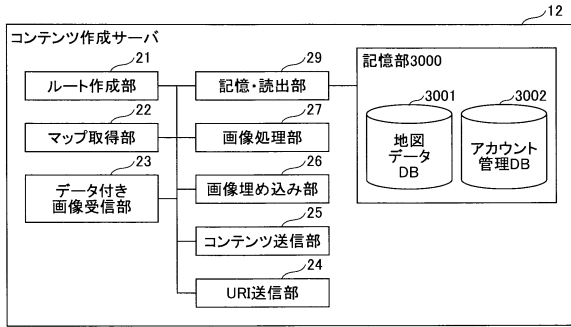 12
コンテンツ作成サーバ
21
ルート作成部
22
マップ取得部
23
データ付き
画像受信部
29
記憶・読出部
27
画像処理部
26
画像埋め込み部
25
コンテンツ送信部
24
URI送信部
記憶部3000
3001
地図
データ
DB
3002
アカウント
管理DB